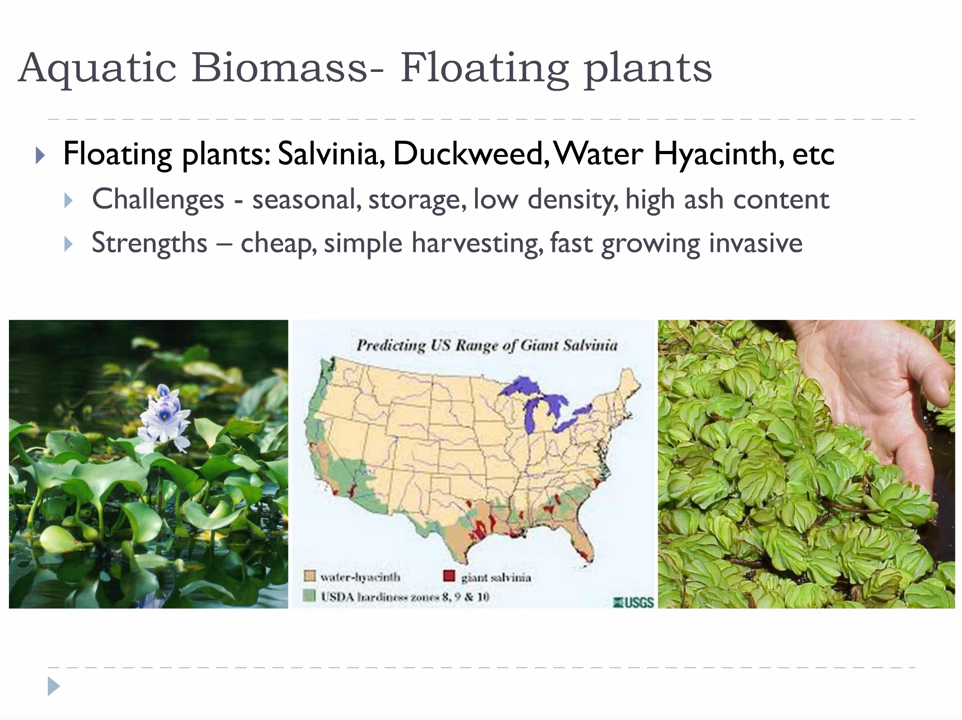 Aquatic Biomass- Floating plants
Floating plants: Salvinia, Duckweed, Water Hyacinth, etc
Challenges - seasonal, storage, low density, high ash content
Strengths – cheap, simple harvesting, fast growing invasive
Predicting US Range of Giant Salvinia
water-hyacinth giant salvinia
USDA hardiness zones 8, 9 & 10
USGS